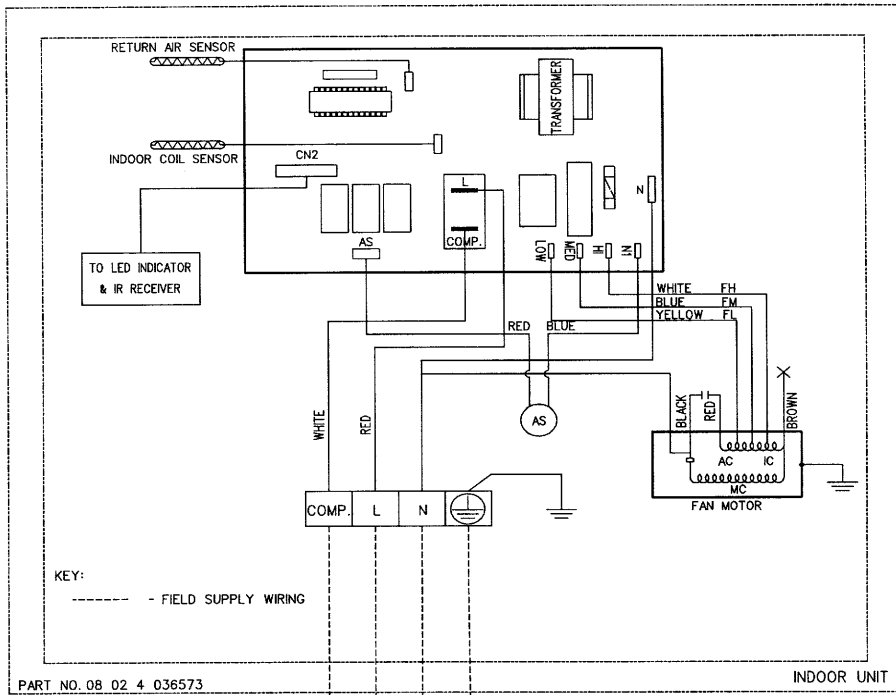 RETURN AIR SENSOR
TRANSFORMER
INDOOR COIL SENSOR
CN2
L
N
AS
COMP.
LOW
MED
HI
N1
TO LED INDICATOR
& IR RECEIVER
WHITE FH
BLUE FM
YELLOW FL
RED
BLUE
BLACK
RED
BROWN
WHITE
RED
AS
AC
IC
MC
FAN MOTOR
COMP.
L
N
KEY:
------- - FIELD SUPPLY WIRING
PART NO. 08 02 4 036573
INDOOR UNIT